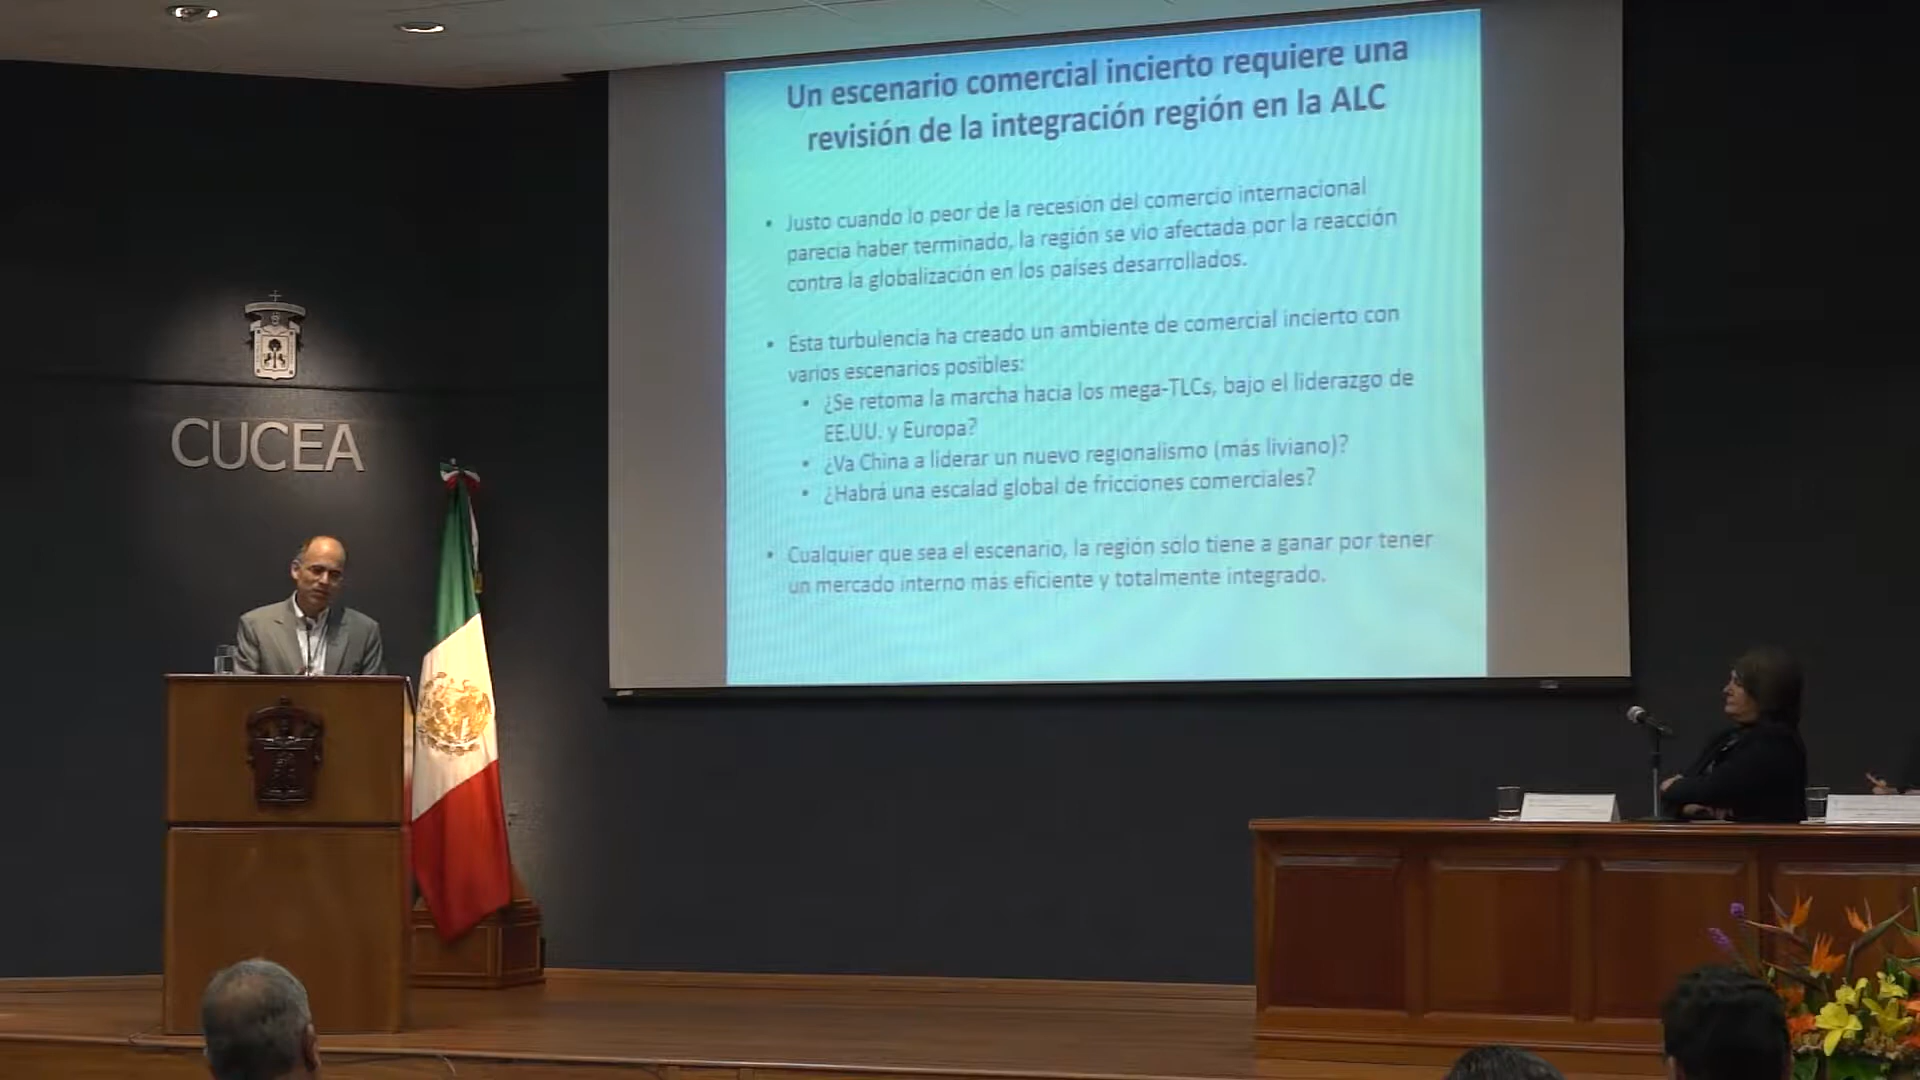 Un escenario comercial incierto requiere una
revisión de la integración región en la ALC
• Justo cuando lo peor de la recesión del comercio internacional
parecía haber terminado, la región se vio afectada por la reacción
contra la globalización en los países desarrollados.
• Esta turbulencia ha creado un ambiente de comercial incierto con
varios escenarios posibles:
• ¿Se retoma la marcha hacia los mega-TLCs, bajo el liderazgo de
EE.UU. y Europa?
• ¿Va China a liderar un nuevo regionalismo (más liviano)?
• ¿Habrá una escalad global de fricciones comerciales?
• Cualquier que sea el escenario, la región sólo tiene a ganar por tener
un mercado interno más eficiente y totalmente integrado.
CUCEA